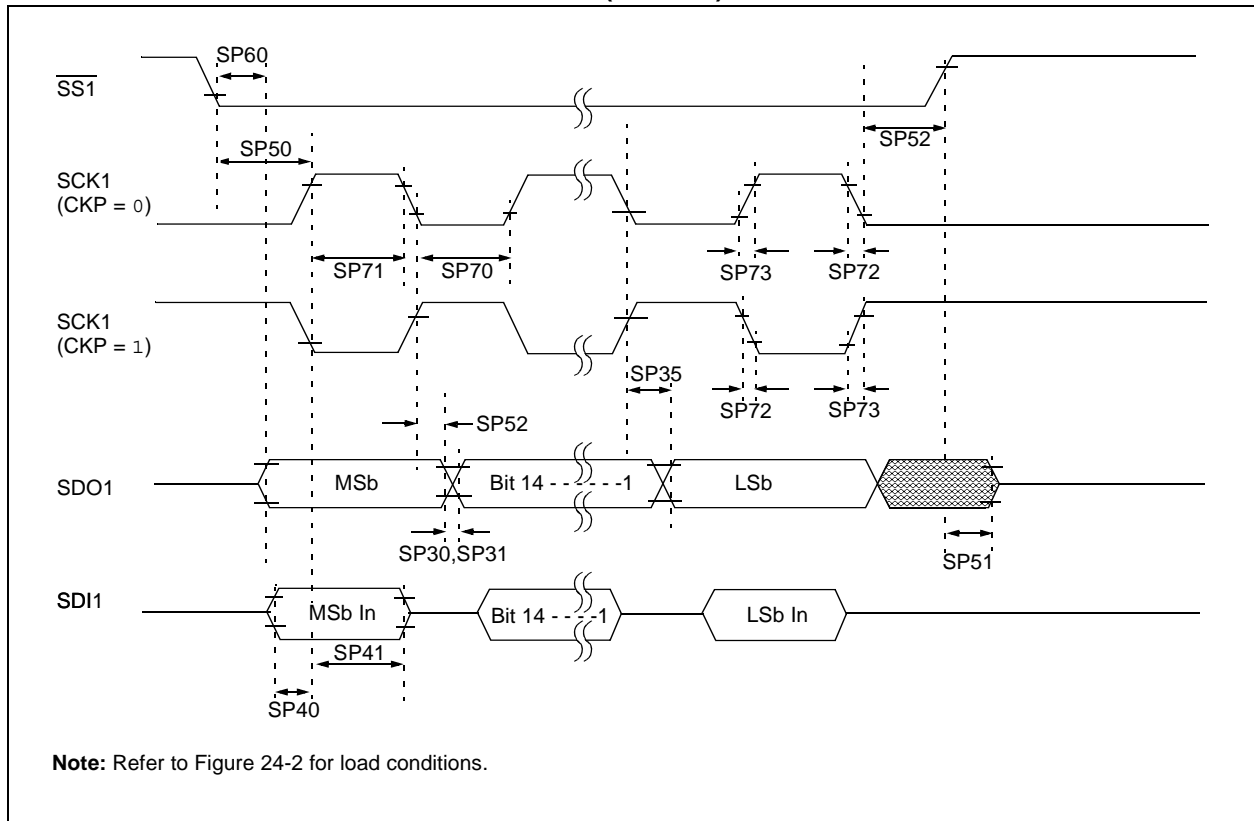 SP60
SS1
SP50
SP52
SCK1
(CKP = 0)
SP71
SP70
SP73
SP72
SCK1
(CKP = 1)
SP35
SP72
SP73
SP52
SDO1
MSb
Bit 14 - - - - - -1
LSb
SP30,SP31
SP51
SDI1
MSb In
Bit 14 - - - -1
LSb In
SP41
SP40
Note: Refer to Figure 24-2 for load conditions.